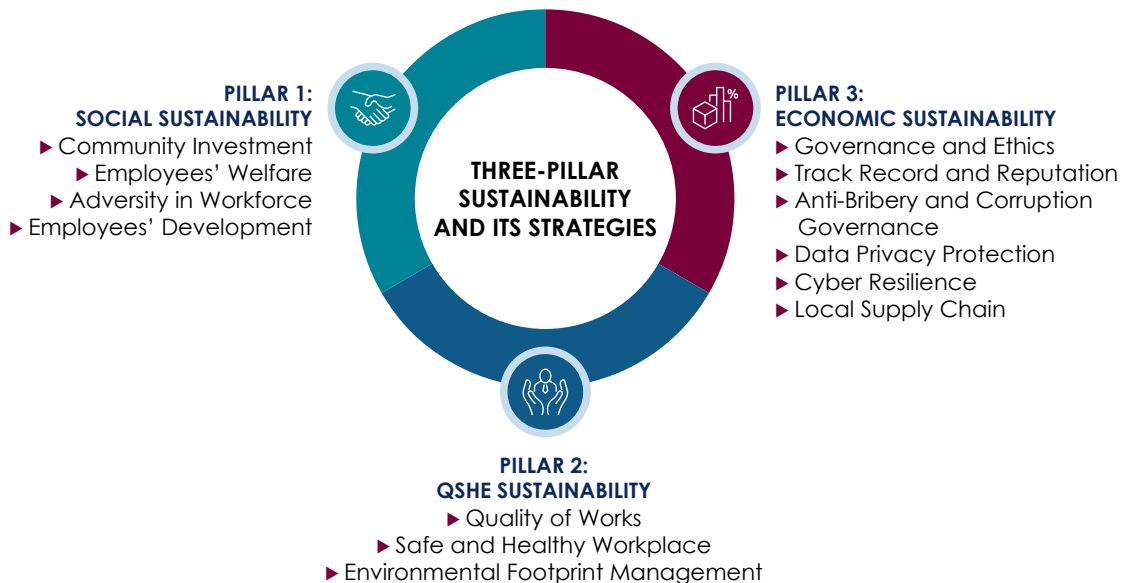 THREE-PILLAR
SUSTAINABILITY
AND ITS STRATEGIES
PILLAR 1:
SOCIAL SUSTAINABILITY
▶ Community Investment
▶ Employees’ Welfare
▶ Adversity in Workforce
▶ Employees’ Development
PILLAR 2:
QSHE SUSTAINABILITY
▶ Quality of Works
▶ Safe and Healthy Workplace
▶ Environmental Footprint Management
%
PILLAR 3:
ECONOMIC SUSTAINABILITY
▶ Governance and Ethics
▶ Track Record and Reputation
▶ Anti-Bribery and Corruption
Governance
▶ Data Privacy Protection
▶ Cyber Resilience
▶ Local Supply Chain